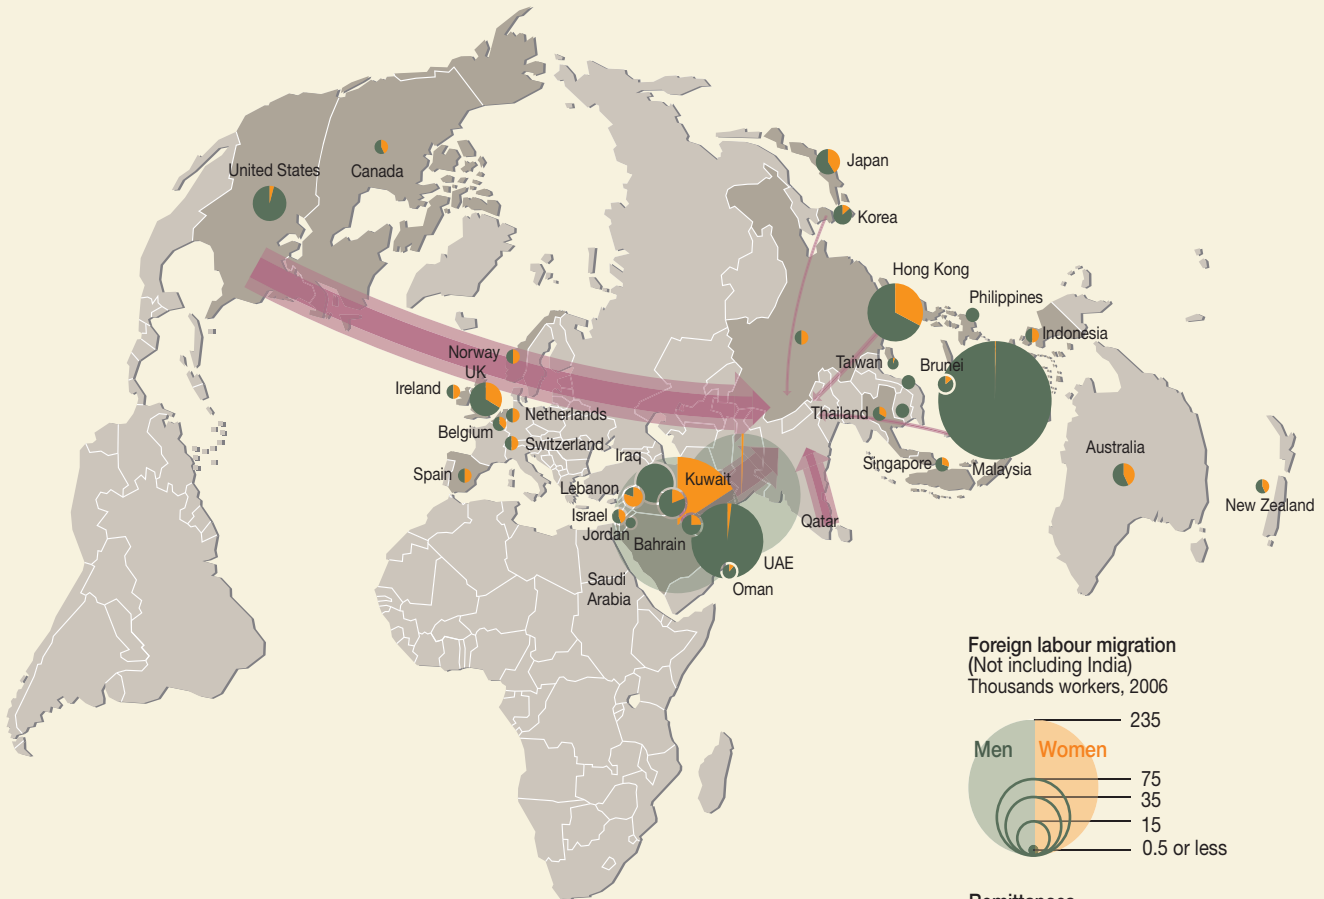 United States
Canada
Japan
Korea
Hong Kong
Philippines
Indonesia
Taiwan
Brunei
Thailand
Singapore
Malaysia
Australia
New Zealand
Norway
UK
Ireland
Netherlands
Belgium
Switzerland
Spain
Iraq
Lebanon
Kuwait
Israel
Jordan
Bahrain
Qatar
UAE
Oman
Saudi
Arabia
Foreign labour migration
(Not including India)
Thousands workers, 2006
235
Men
Women
75
35
15
0.5 or less
Remittances